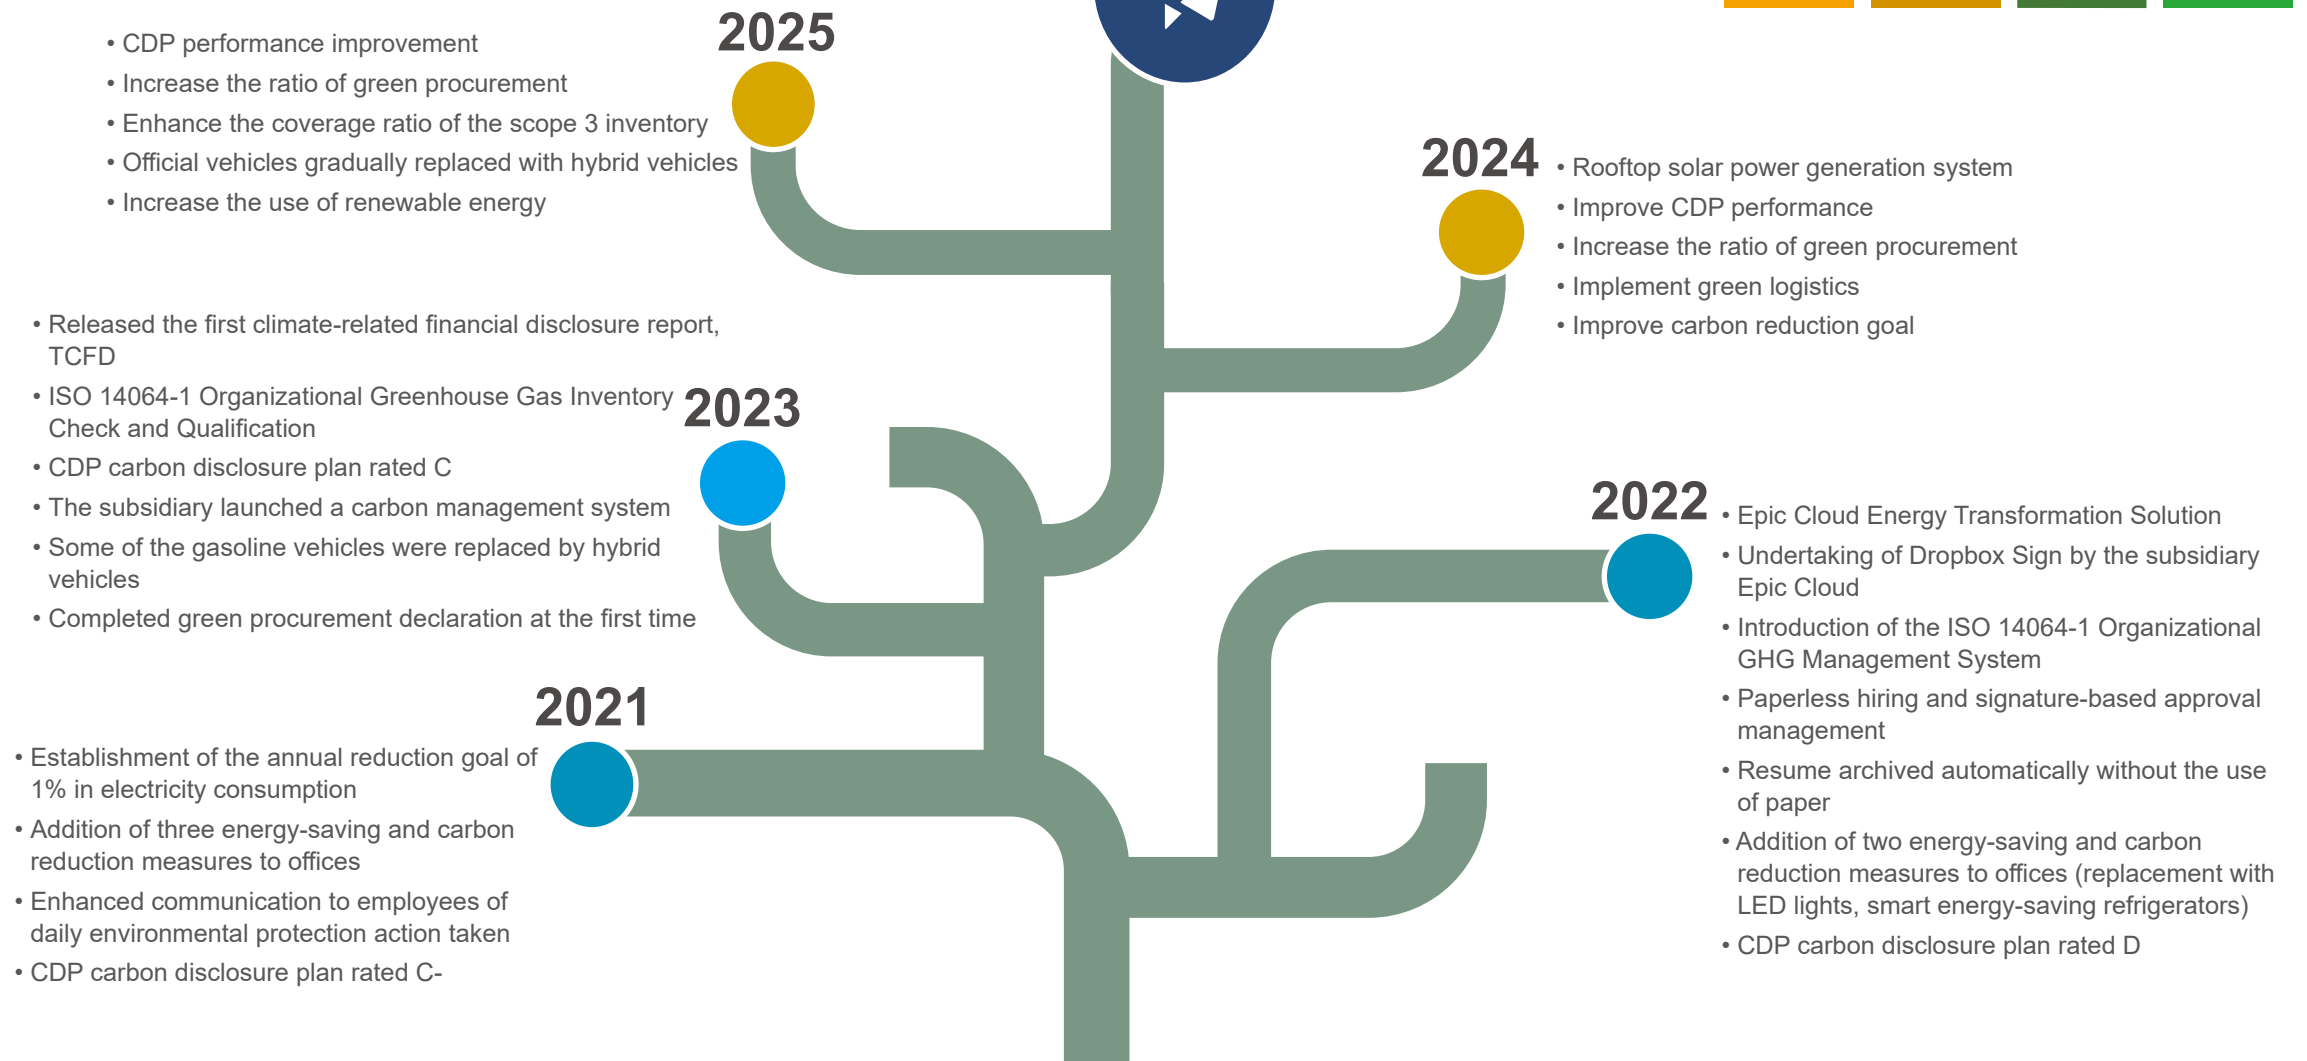 2025
• CDP performance improvement
• Increase the ratio of green procurement
• Enhance the coverage ratio of the scope 3 inventory
• Official vehicles gradually replaced with hybrid vehicles
• Increase the use of renewable energy
2024
• Rooftop solar power generation system
• Improve CDP performance
• Increase the ratio of green procurement
• Implement green logistics
• Improve carbon reduction goal
2023
• Released the first climate-related financial disclosure report,
TCFD
• ISO 14064-1 Organizational Greenhouse Gas Inventory
Check and Qualification
• CDP carbon disclosure plan rated C
• The subsidiary launched a carbon management system
• Some of the gasoline vehicles were replaced by hybrid
vehicles
• Completed green procurement declaration at the first time
2022
• Epic Cloud Energy Transformation Solution
• Undertaking of Dropbox Sign by the subsidiary
Epic Cloud
• Introduction of the ISO 14064-1 Organizational
GHG Management System
• Paperless hiring and signature-based approval
management
• Resume archived automatically without the use
of paper
• Addition of two energy-saving and carbon
reduction measures to offices (replacement with
LED lights, smart energy-saving refrigerators)
• CDP carbon disclosure plan rated D
2021
• Establishment of the annual reduction goal of
1% in electricity consumption
• Addition of three energy-saving and carbon
reduction measures to offices
• Enhanced communication to employees of
daily environmental protection action taken
• CDP carbon disclosure plan rated C-